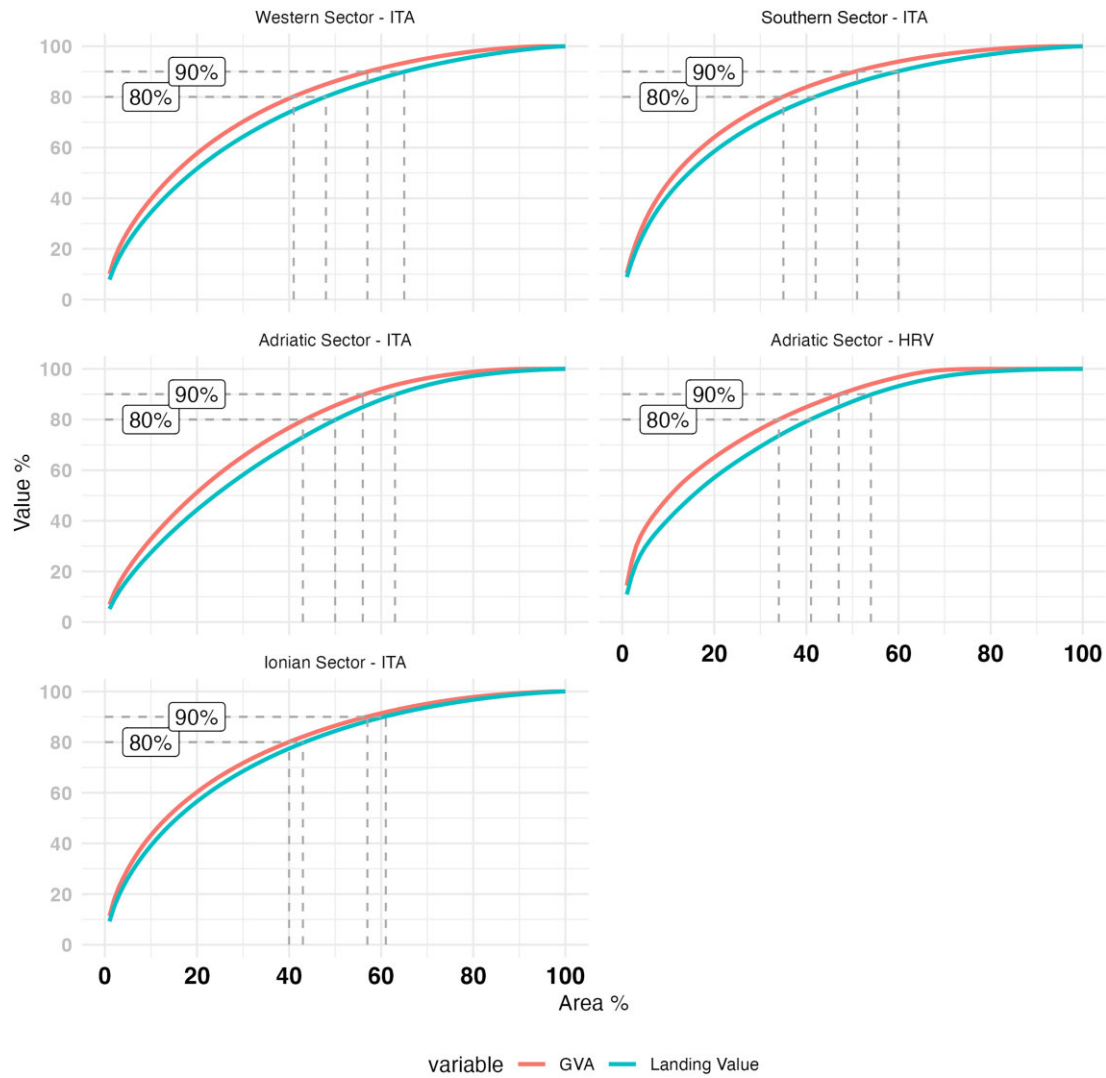 Western Sector - ITA
Southern Sector - ITA
100
80
60
40
20
0
90%
80%
90%
80%
Adriatic Sector - ITA
Adriatic Sector - HRV
100
80
60
40
20
0
90%
80%
90%
80%
0 20 40 60 80 100
Ionian Sector - ITA
100
80
60
40
20
0
90%
80%
0 20 40 60 80 100
Value %
Area %
variable GVA Landing Value